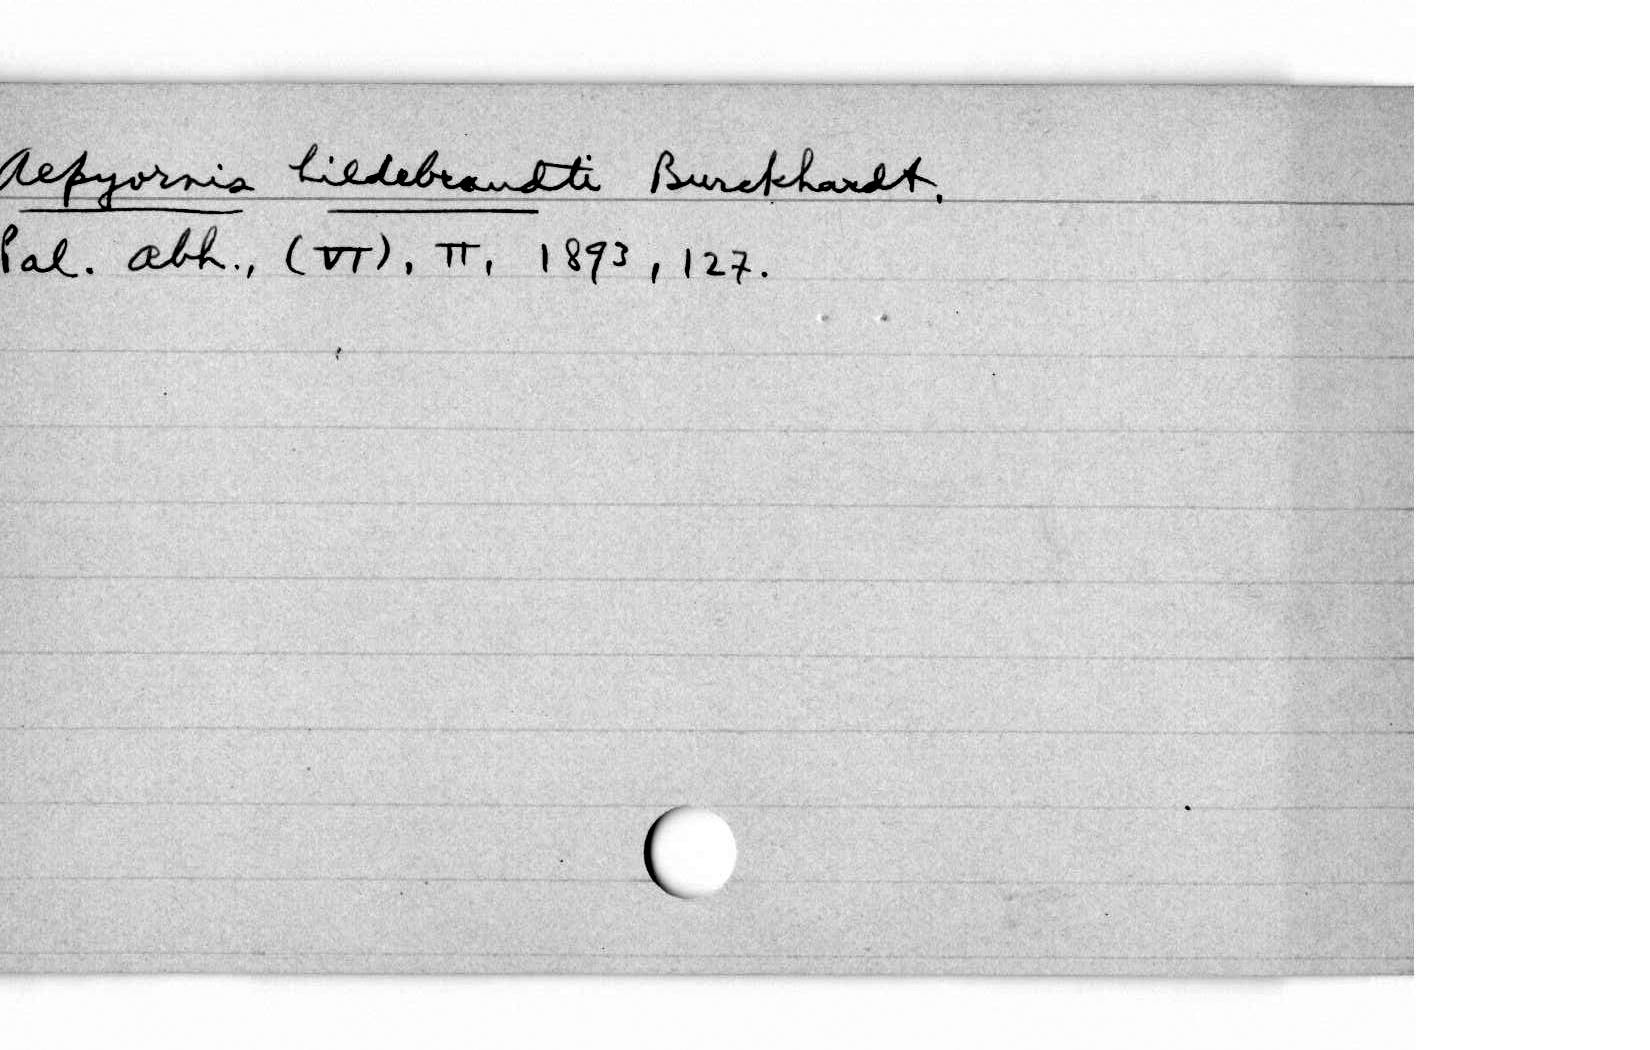 Aepyornis hildebrandti Burckhardt.
Pal. abh., (VI), II, 1893, 127.